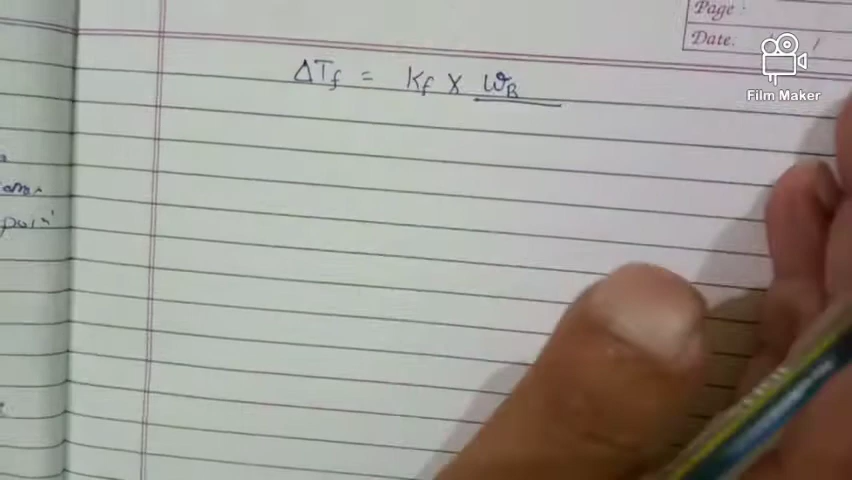 Page :
Date. / /
Film Maker
ΔTf = Kf x WB